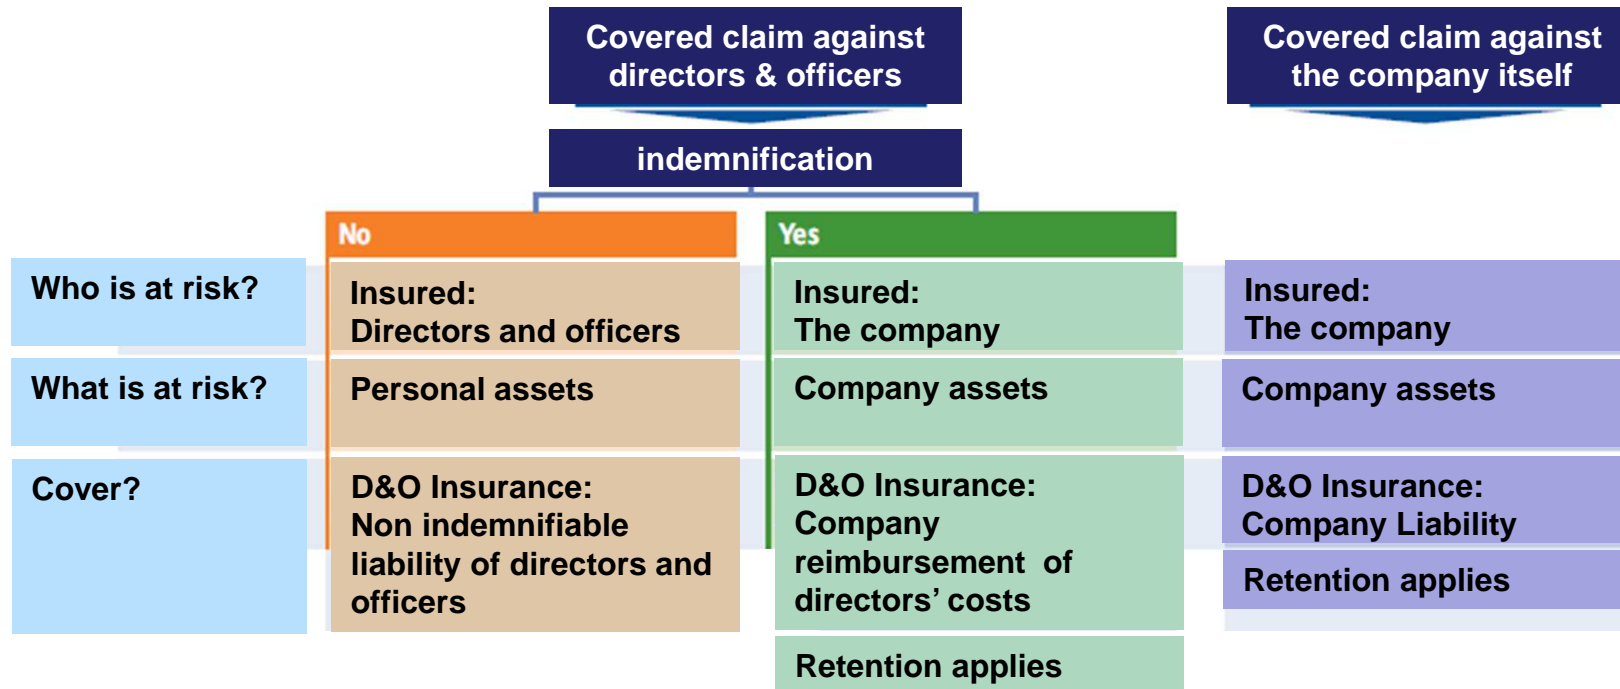 Covered claim against
directors & officers
Covered claim against
the company itself
indemnification
No
Yes
Who is at risk?
Insured:
Directors and officers
Insured:
The company
Insured:
The company
What is at risk?
Personal assets
Company assets
Company assets
Cover?
D&O Insurance:
Non indemnifiable
liability of directors and
officers
D&O Insurance:
Company
reimbursement of
directors’ costs
D&O Insurance:
Company Liability
Retention applies
Retention applies